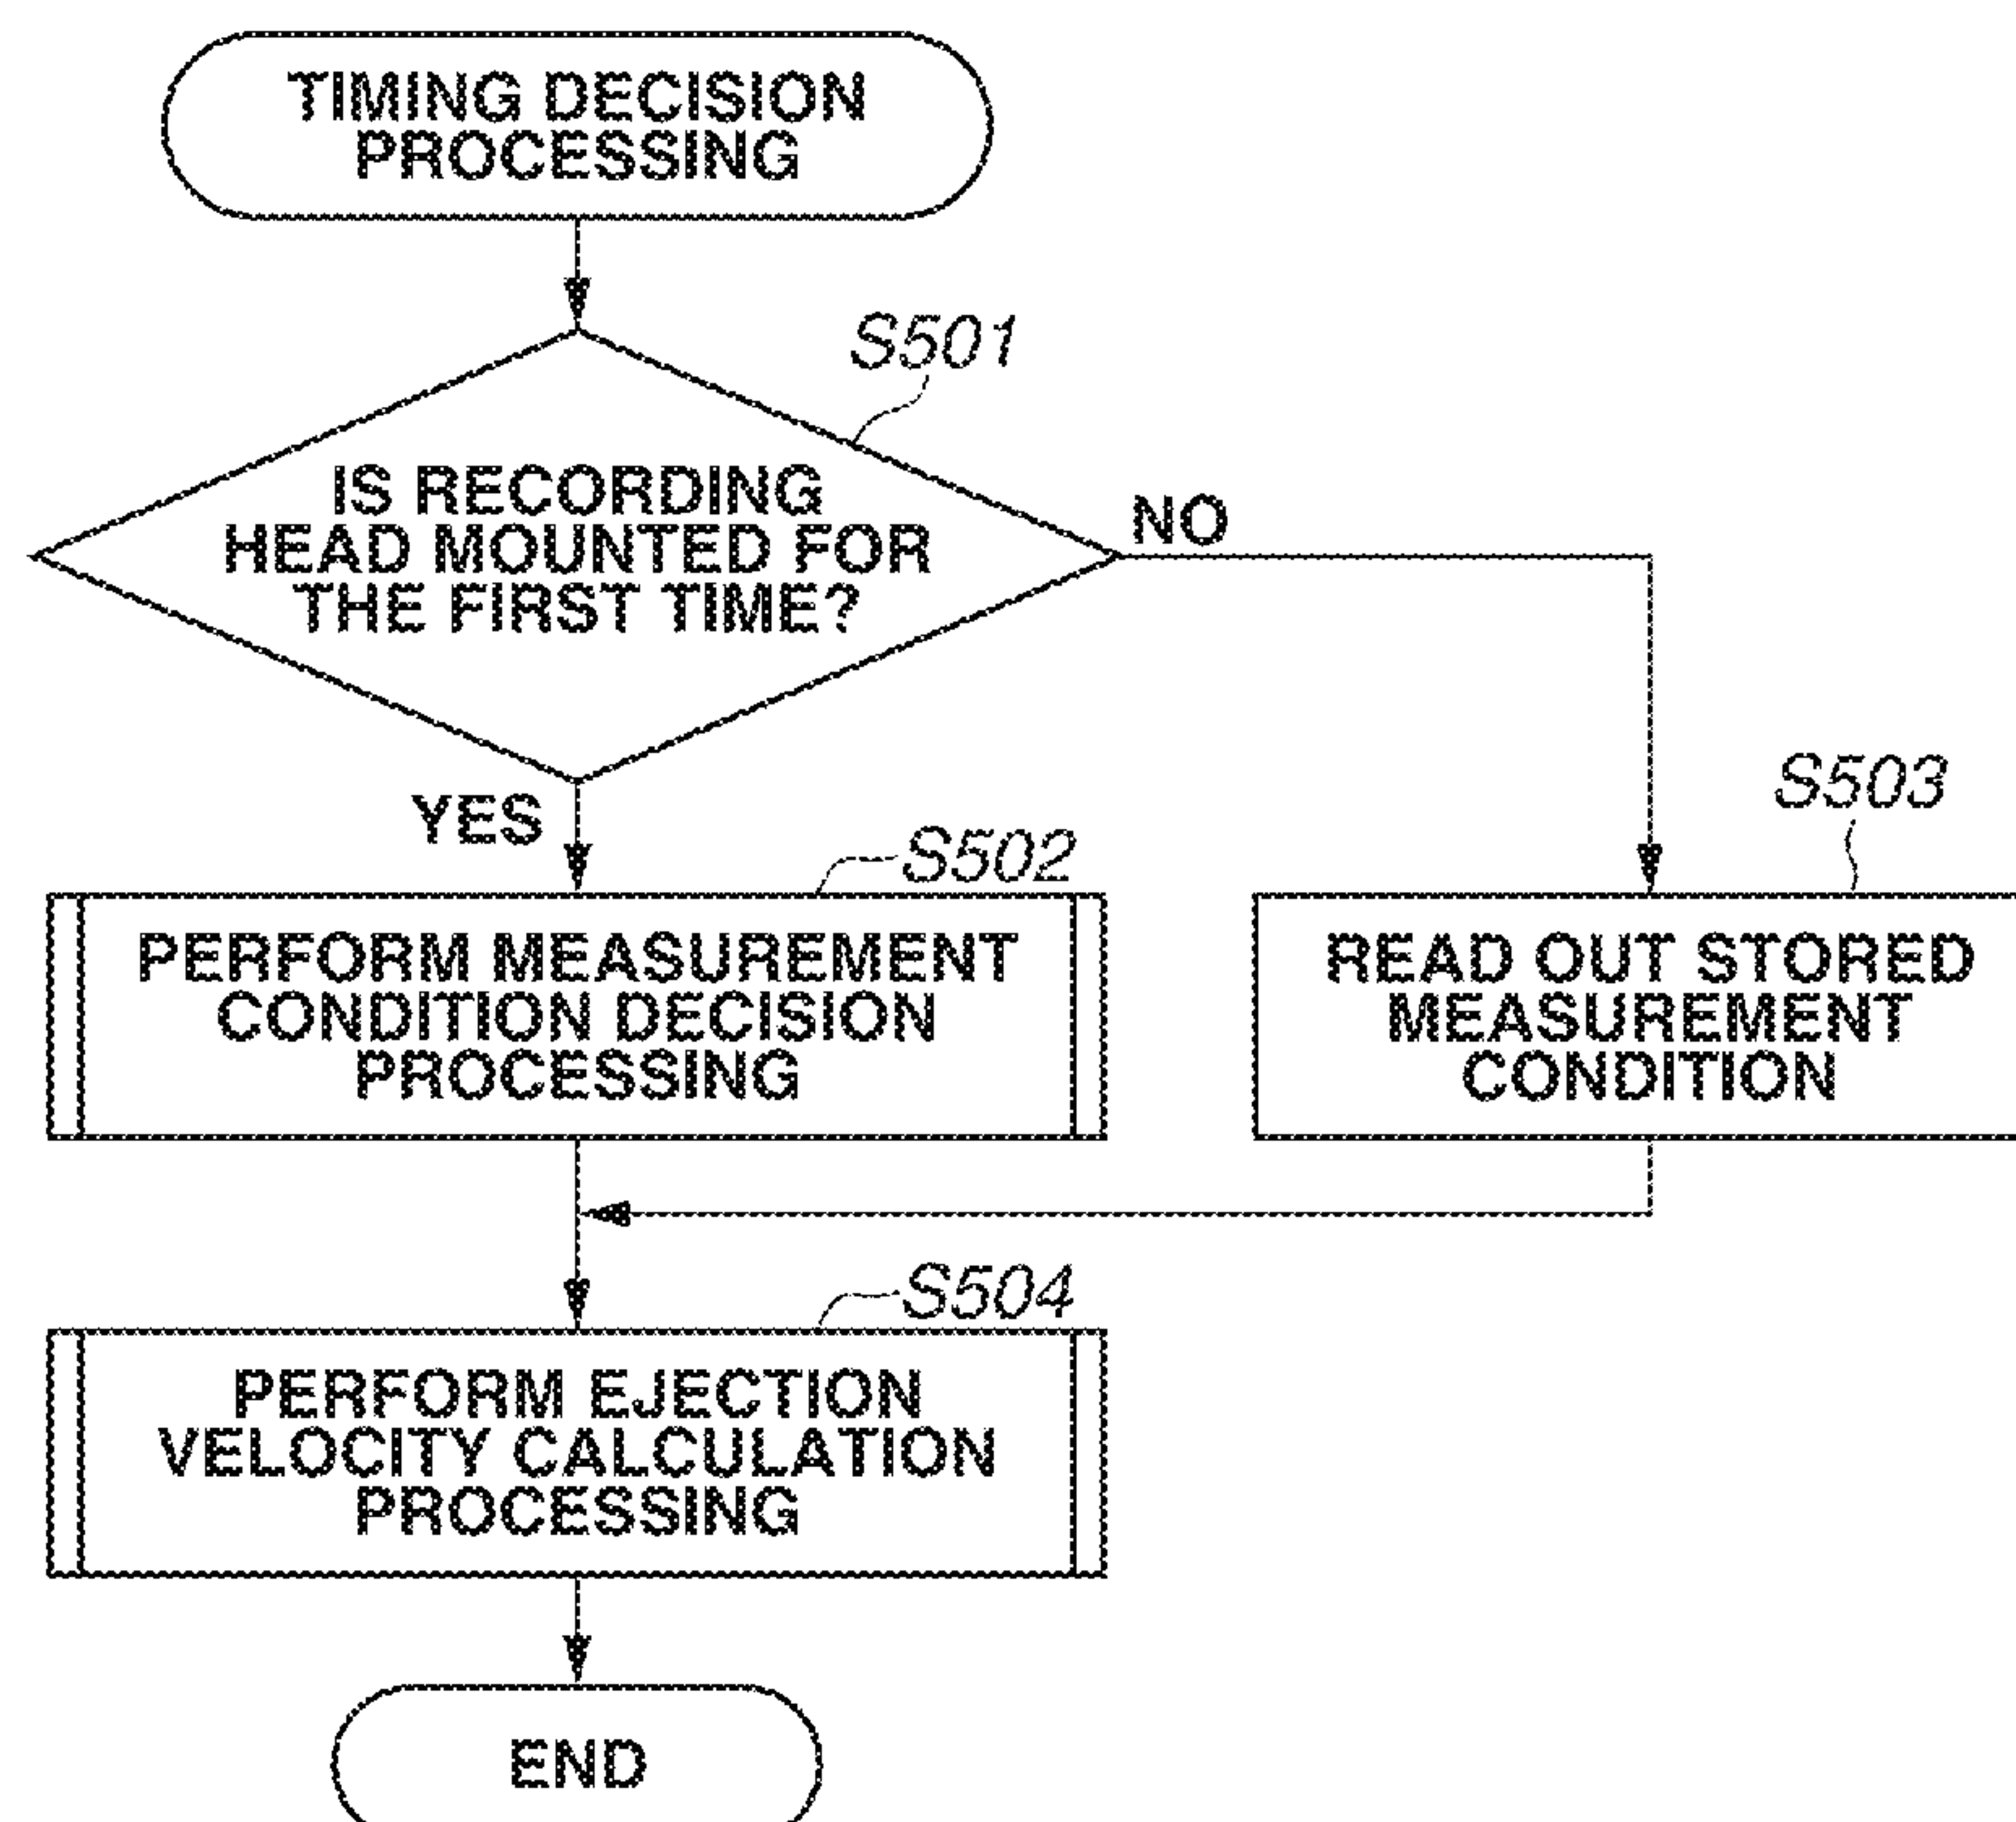 TIMING DECISION
PROCESSING
S501
IS RECORDING
HEAD MOUNTED FOR
THE FIRST TIME?
NO
YES
S502
S503
PERFORM MEASUREMENT
CONDITION DECISION
PROCESSING
READ OUT STORED
MEASUREMENT
CONDITION
S504
PERFORM EJECTION
VELOCITY CALCULATION
PROCESSING
END